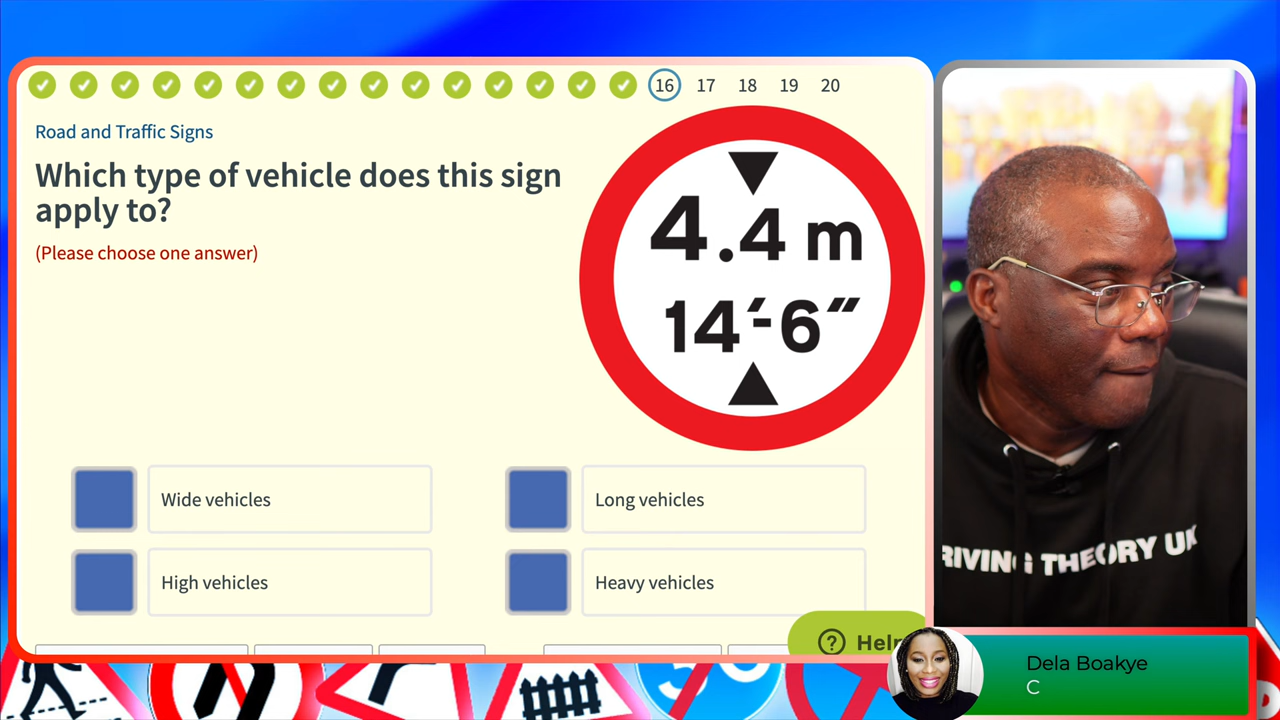 16 17 18 19 20
Road and Traffic Signs
Which type of vehicle does this sign
apply to?
(Please choose one answer)
4.4 m
14'-6"
Wide vehicles
Long vehicles
High vehicles
Heavy vehicles
? Help
RIVING THEORY UK
Dela Boakye
C